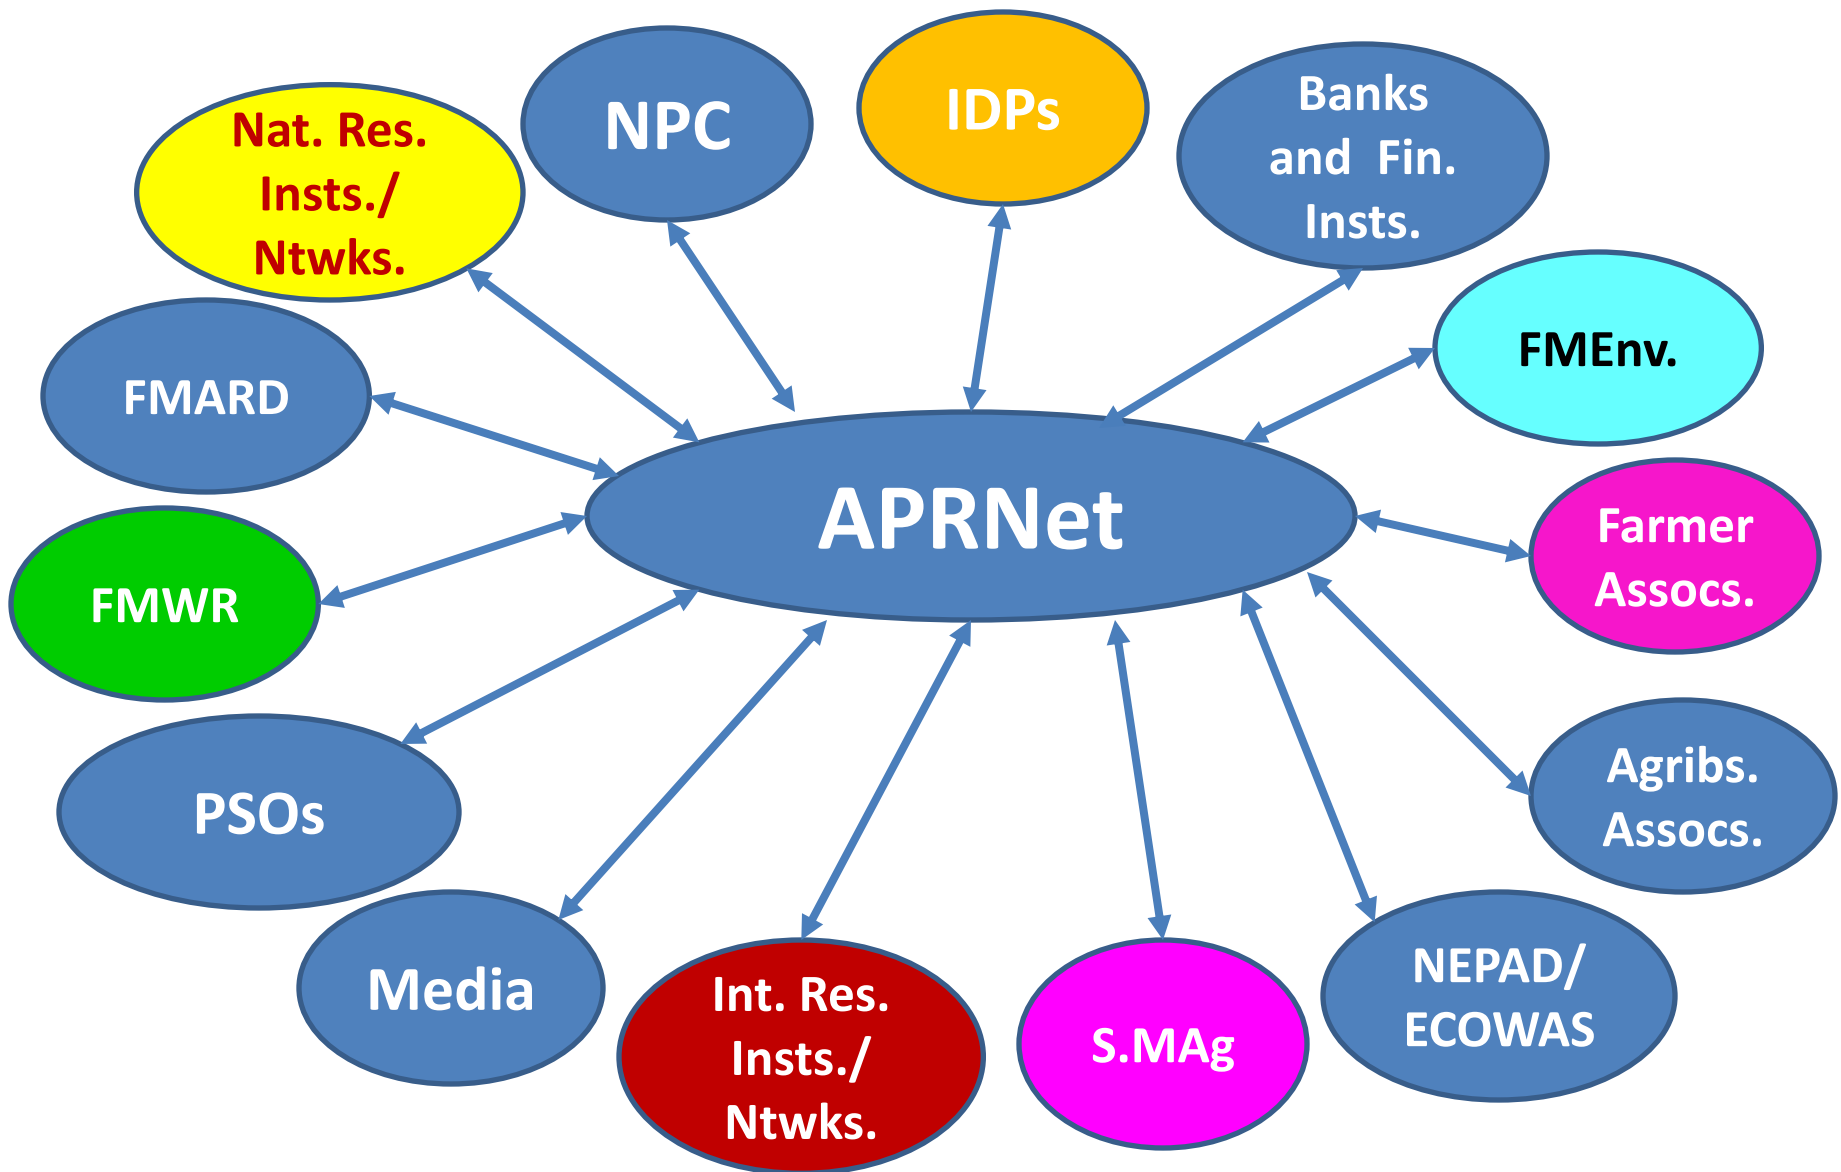 NPC
IDPs
Banks
and Fin.
Insts.
Nat. Res.
Insts./
Ntwks.
FMEnv.
FMARD
APRNet
Farmer
Assocs.
FMWR
Agribs.
Assocs.
PSOs
Media
Int. Res.
Insts./
Ntwks.
S.MAg
NEPAD/
ECOWAS